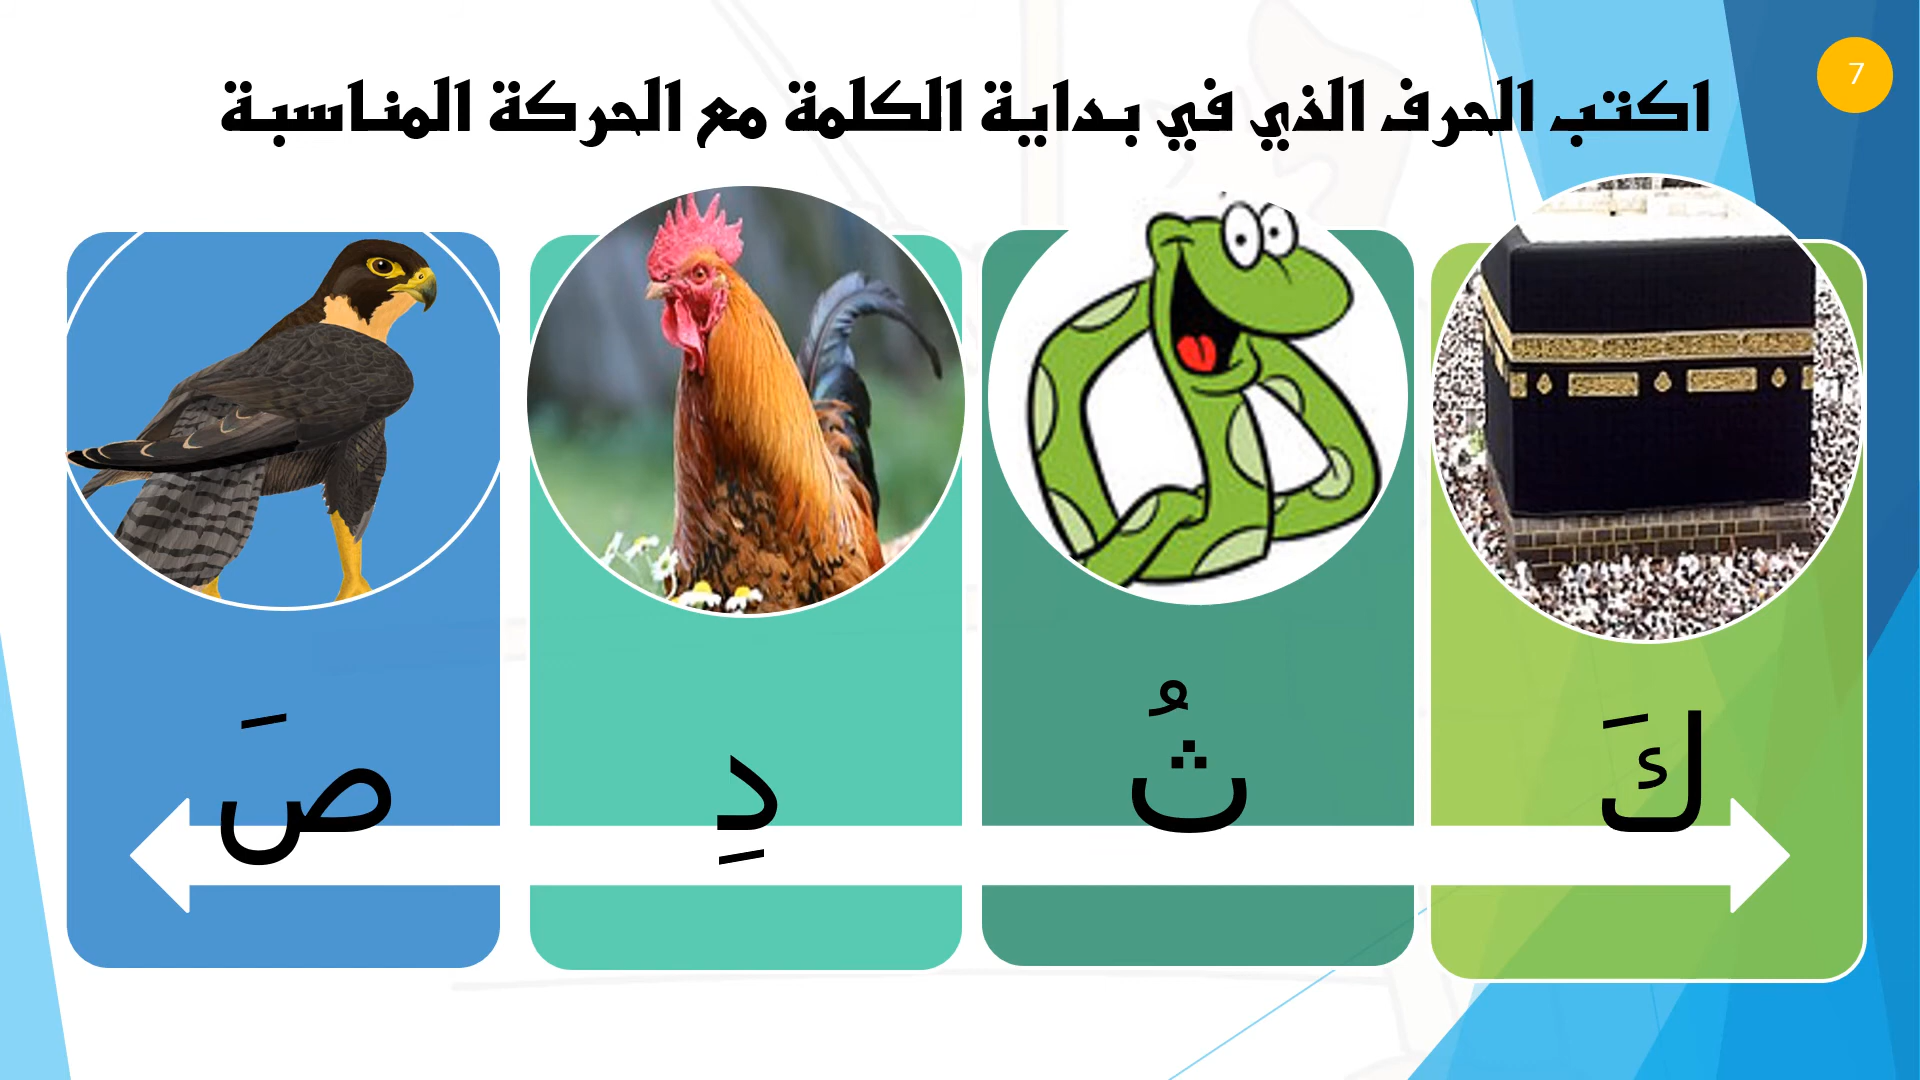 7
اكتب الحرف الذي في بداية الكلمة مع الحركة المناسبة
كَ
ثُ
دِ
صَ